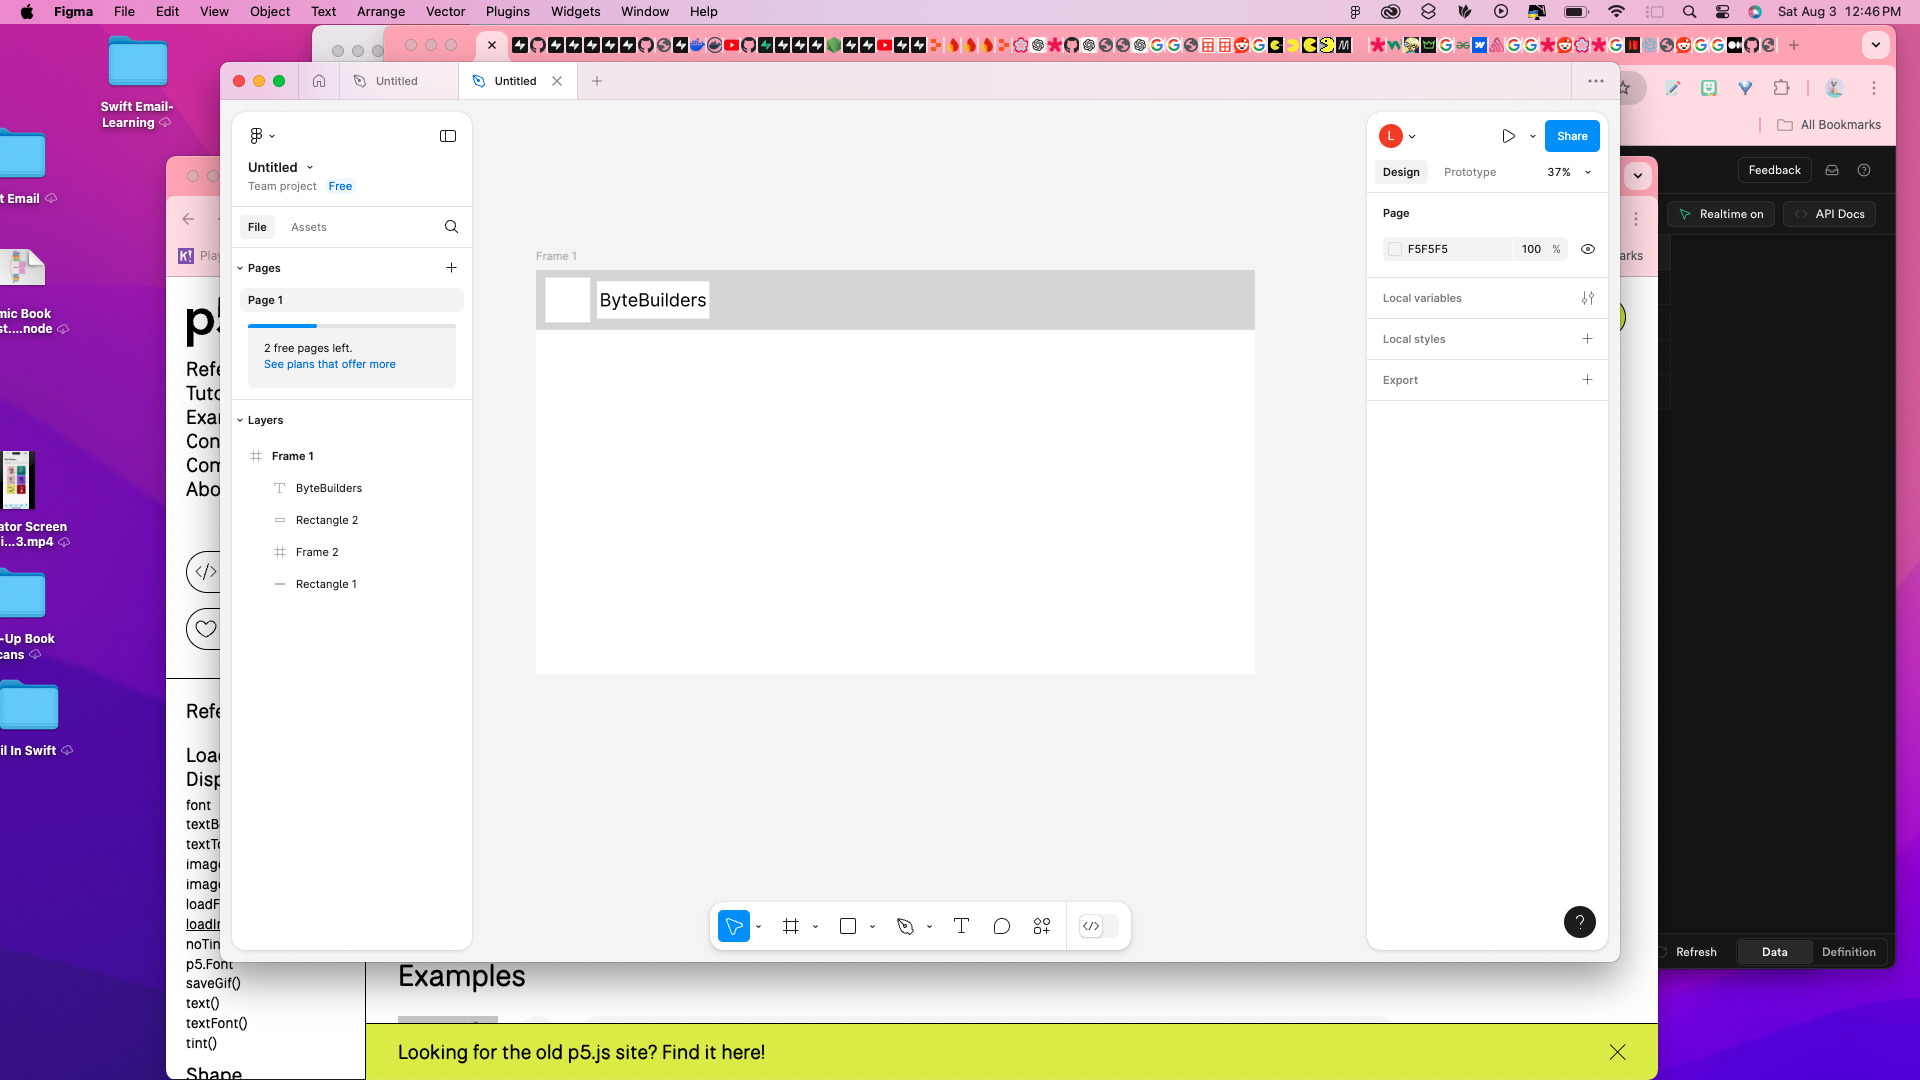 Figma File Edit View Object Text Arrange Vector Plugins Widgets Window Help
Sat Aug 3 12:46 PM
Swift Email-
Learning
t Email
mic Book
st....node
ator Screen
i...3.mp4
-Up Book
cans
il In Swift
Untitled
Untitled
Untitled
Team project Free
File Assets
Pages
Page 1
2 free pages left.
See plans that offer more
Layers
Frame 1
ByteBuilders
Rectangle 2
Frame 2
Rectangle 1
Frame 1
ByteBuilders
L
Share
Design Prototype 37%
Page
F5F5F5 100 %
Local variables
Local styles
Export
?
All Bookmarks
Feedback
Realtime on
API Docs
arks
Refresh Data Definition
K! Play
p5
Refe
Tuto
Exa
Con
Com
Abo
Refe
Loa
Disp
font
textB
textTo
image
image
loadF
loadIn
noTin
p5.Font
saveGif()
text()
textFont()
tint()
Shape
Examples
Looking for the old p5.js site? Find it here!